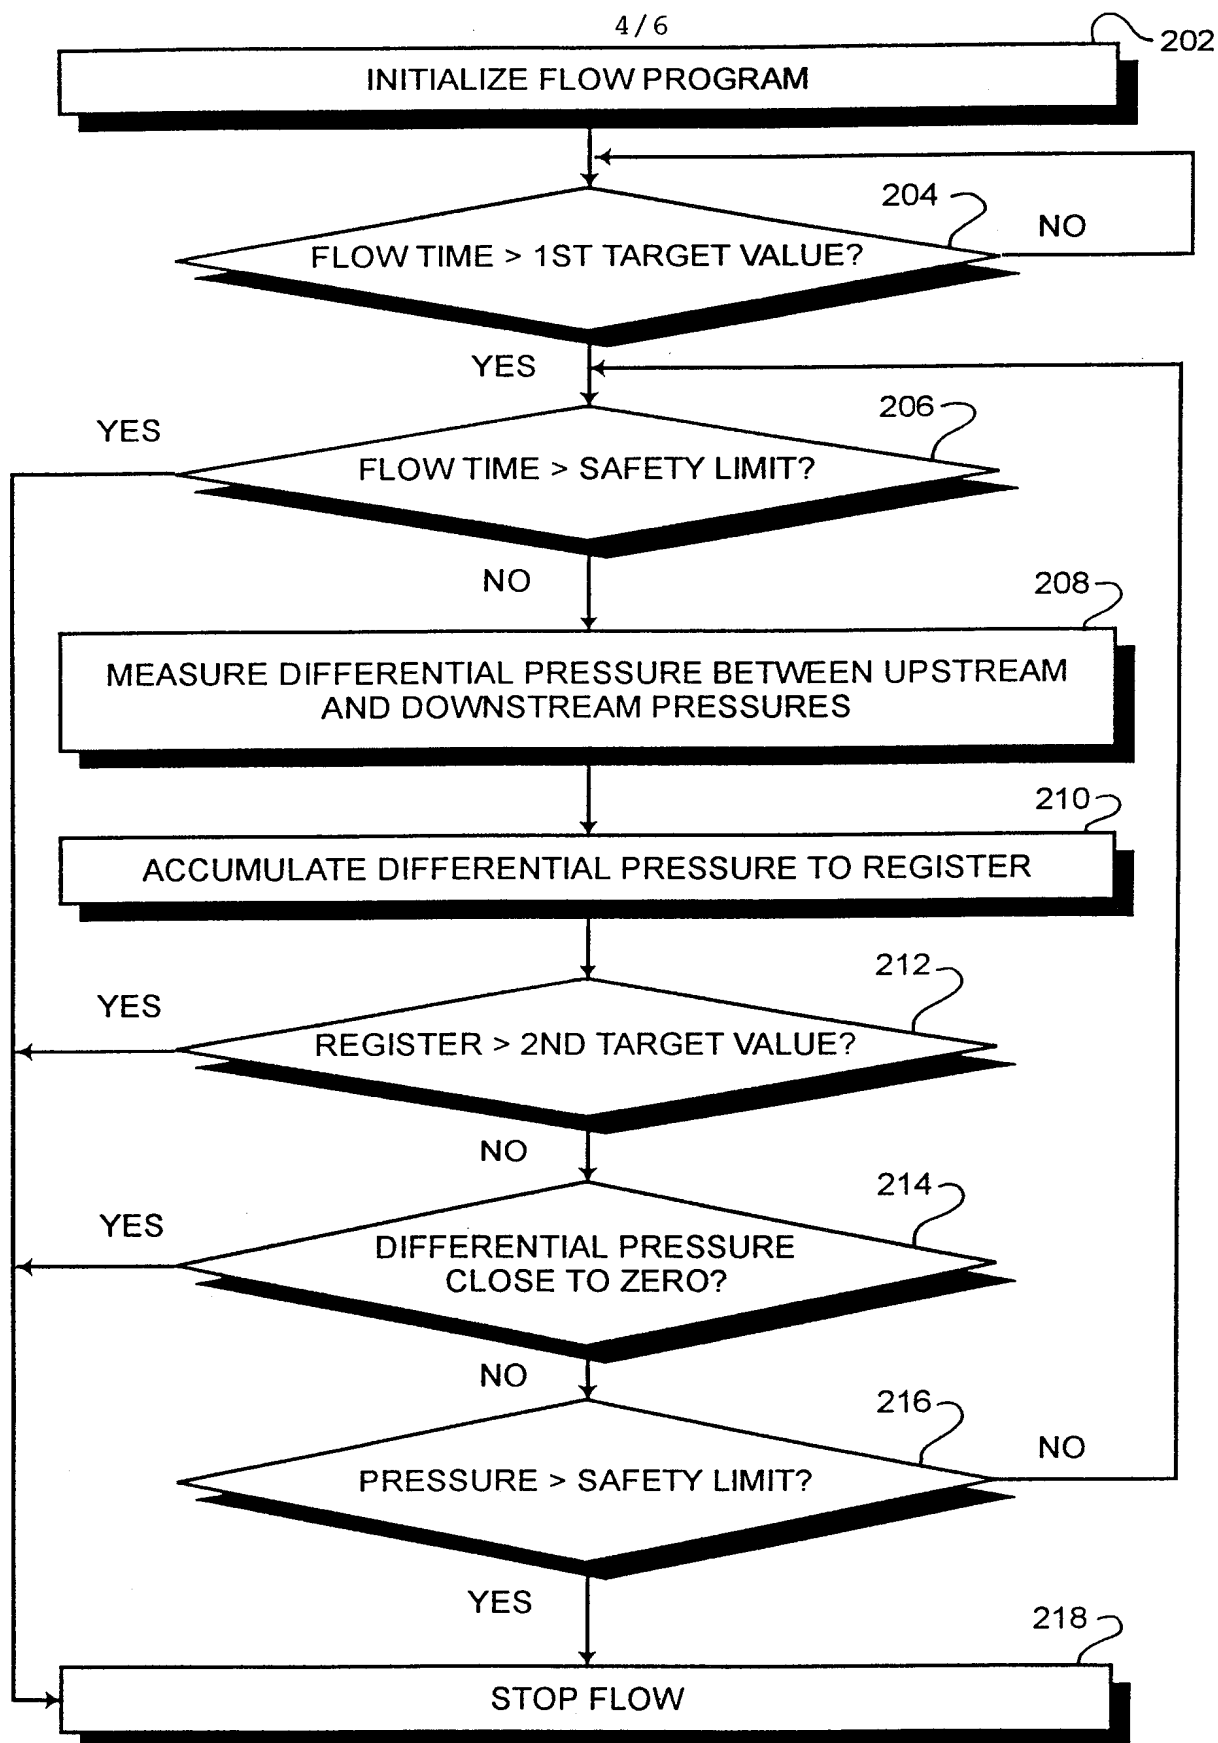 4/6
202
INITIALIZE FLOW PROGRAM
204
NO
FLOW TIME > 1ST TARGET VALUE?
YES
206
YES
FLOW TIME > SAFETY LIMIT?
NO
208
MEASURE DIFFERENTIAL PRESSURE BETWEEN UPSTREAM
AND DOWNSTREAM PRESSURES
210
ACCUMULATE DIFFERENTIAL PRESSURE TO REGISTER
212
YES
REGISTER > 2ND TARGET VALUE?
NO
214
YES
DIFFERENTIAL PRESSURE
CLOSE TO ZERO?
NO
216
NO
PRESSURE > SAFETY LIMIT?
YES
218
STOP FLOW